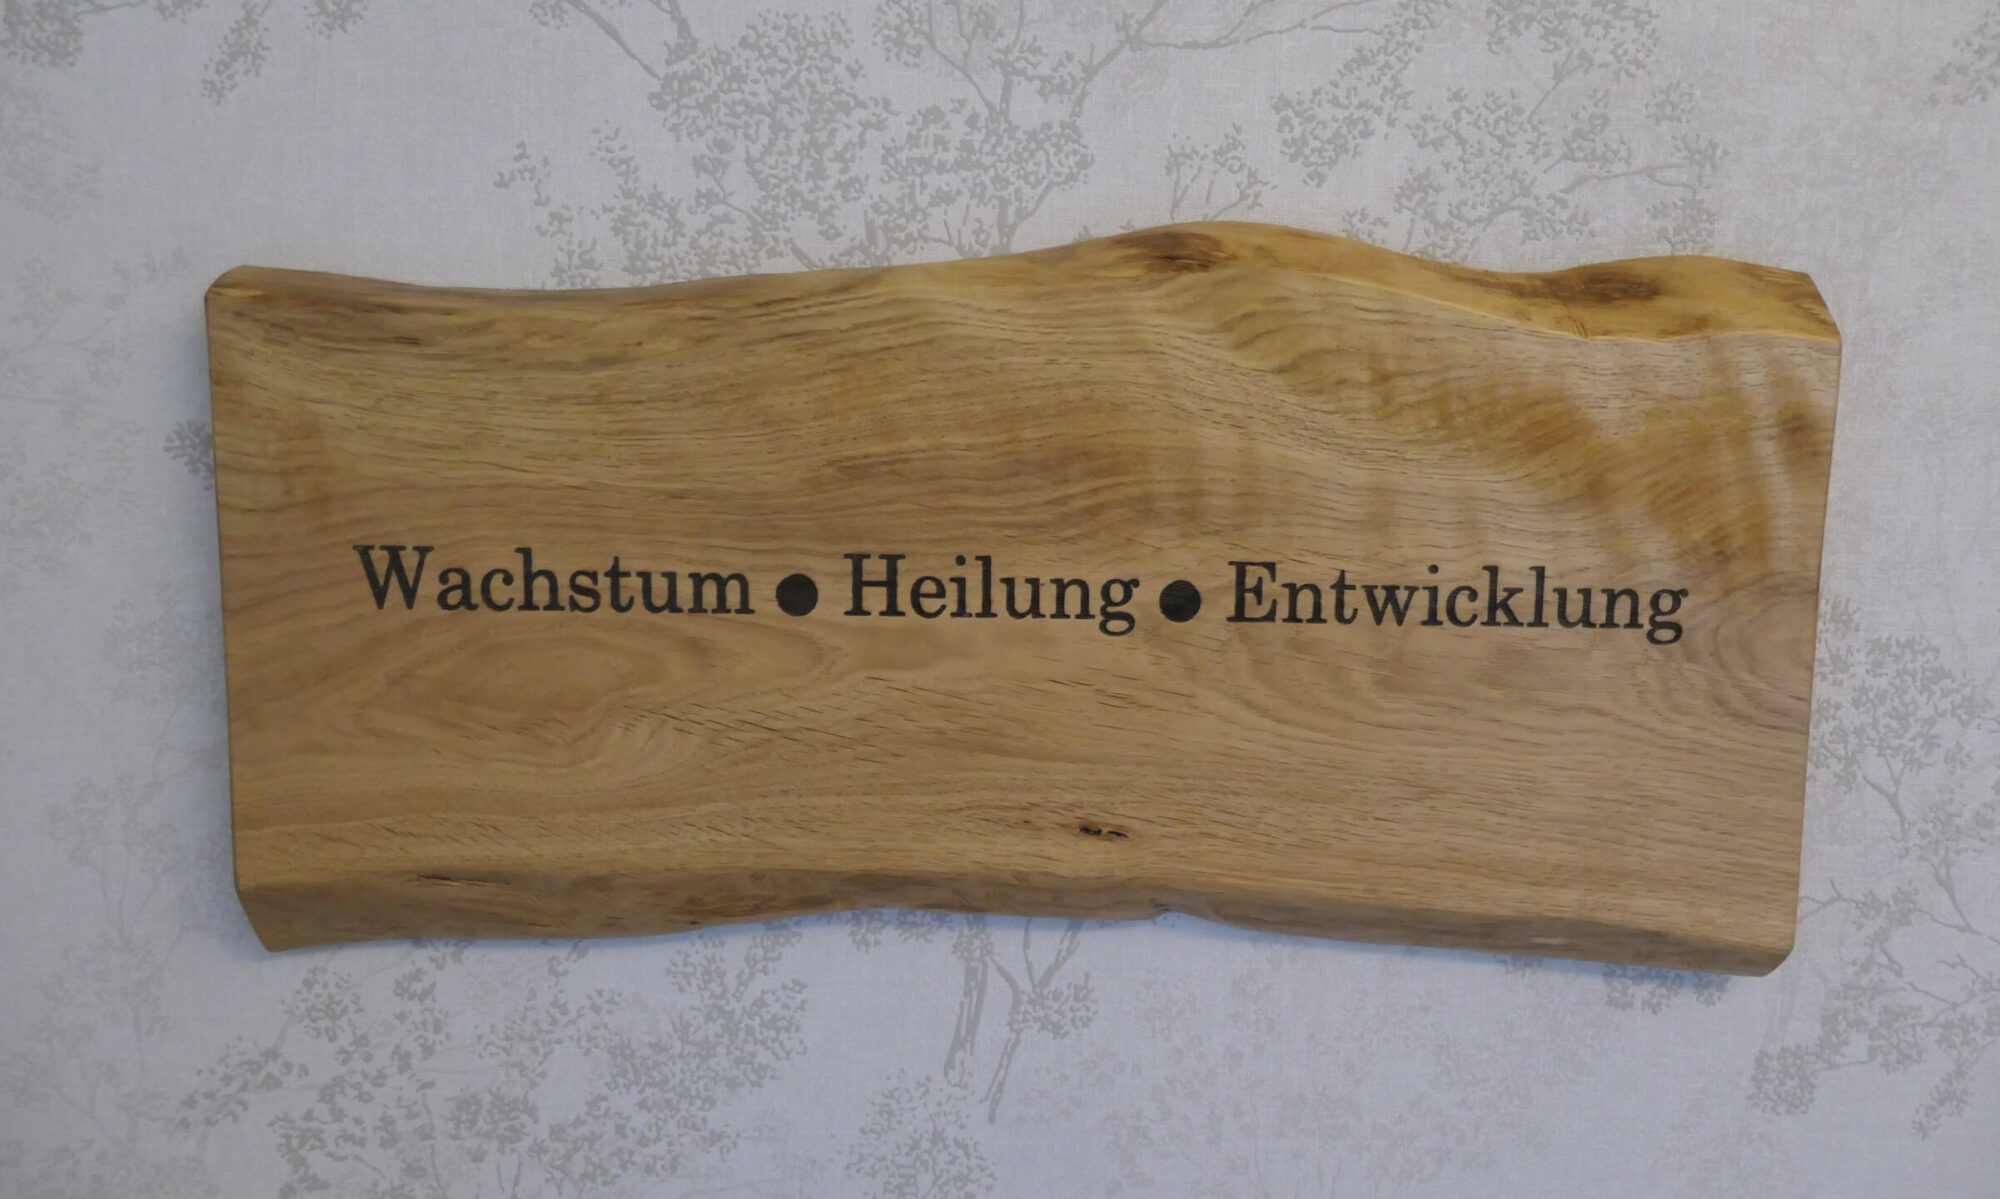 Wachstum ● Heilung ● Entwicklung